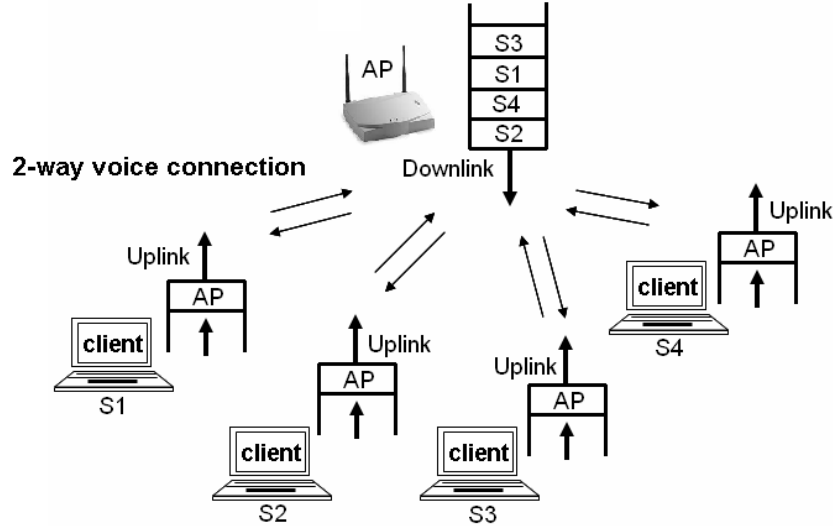 S3
AP
S1
S4
S2
2-way voice connection
Downlink
Uplink
Uplink
AP
AP
client
client
S4
S1
Uplink
Uplink
AP
AP
client
client
S2
S3